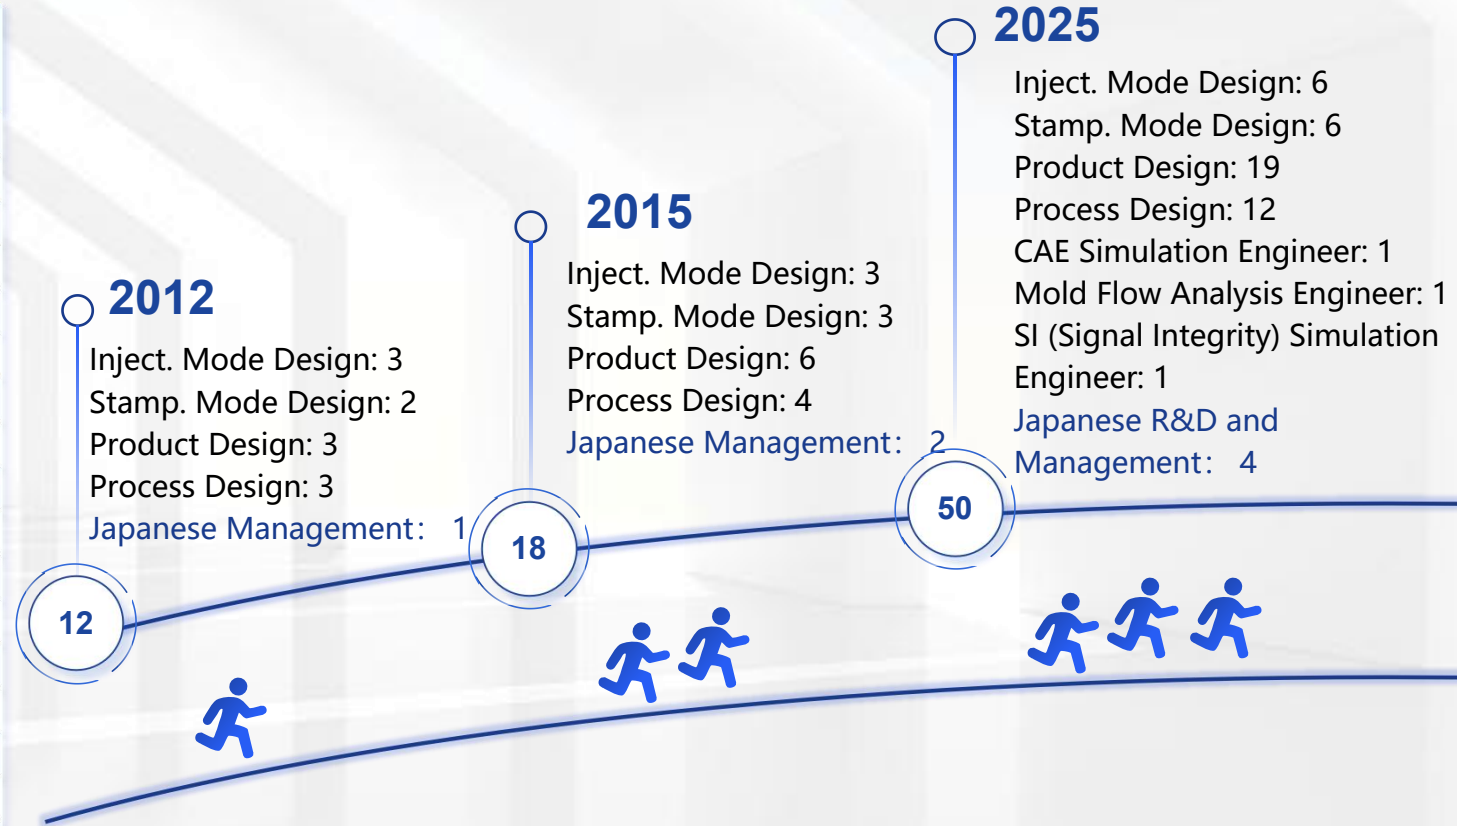 2012
Inject. Mode Design: 3
Stamp. Mode Design: 2
Product Design: 3
Process Design: 3
Japanese Management： 1
12
2015
Inject. Mode Design: 3
Stamp. Mode Design: 3
Product Design: 6
Process Design: 4
Japanese Management： 2
18
2025
Inject. Mode Design: 6
Stamp. Mode Design: 6
Product Design: 19
Process Design: 12
CAE Simulation Engineer: 1
Mold Flow Analysis Engineer: 1
SI (Signal Integrity) Simulation
Engineer: 1
Japanese R&D and
Management： 4
50